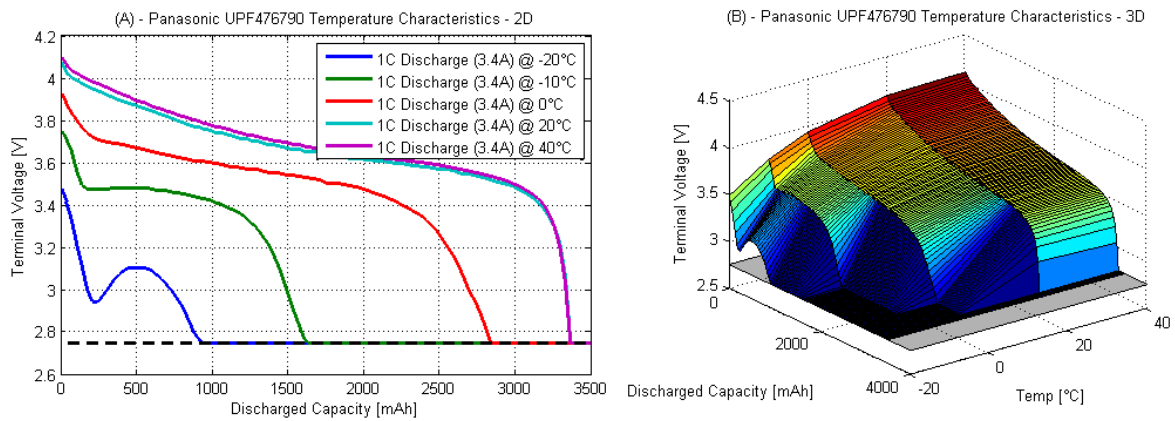 (A) - Panasonic UPF476790 Temperature Characteristics - 2D
4.2
4
3.8
3.6
3.4
3.2
3
2.8
2.6
Terminal Voltage [V]
1C Discharge (3.4A) @ -20°C
1C Discharge (3.4A) @ -10°C
1C Discharge (3.4A) @ 0°C
1C Discharge (3.4A) @ 20°C
1C Discharge (3.4A) @ 40°C
0 500 1000 1500 2000 2500 3000 3500
Discharged Capacity [mAh]
(B) - Panasonic UPF476790 Temperature Characteristics - 3D
4.5
4
3.5
3
2.5
Terminal Voltage [V]
0
2000
4000
Discharged Capacity [mAh]
-20
0
20
40
Temp [°C]